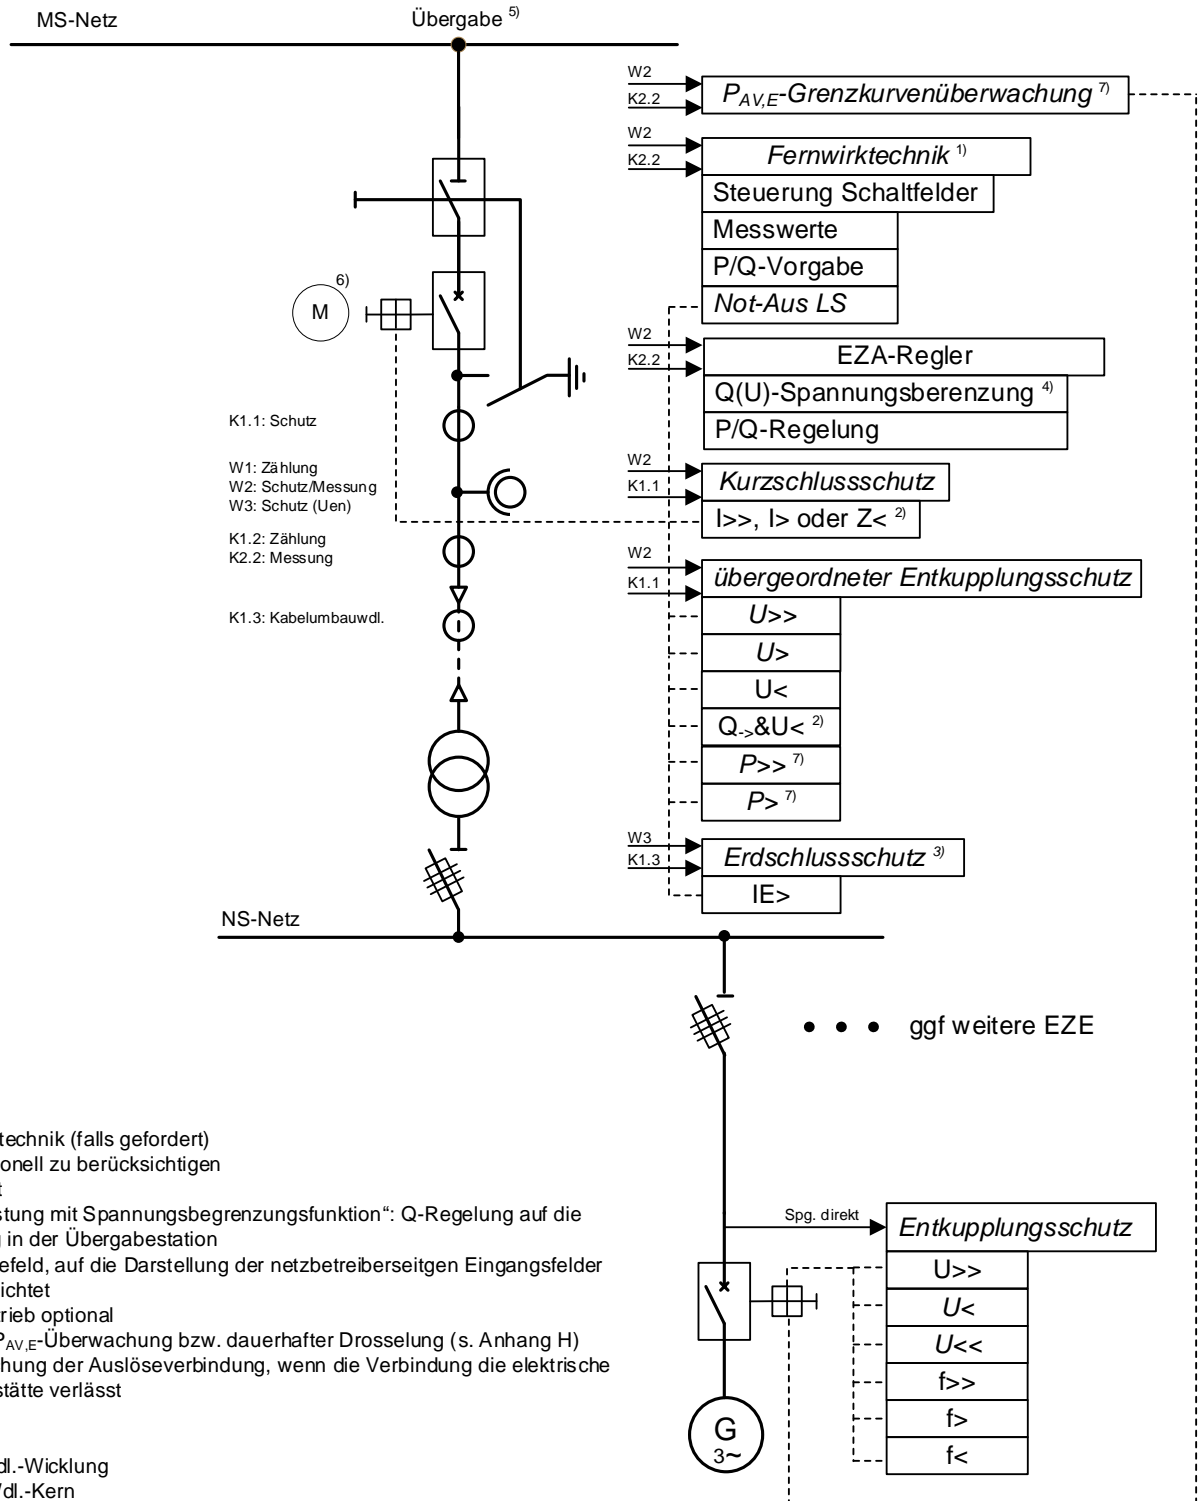 MS-Netz
Übergabe 5)
W2
K2.2
P_AV,E-Grenzkurvenüberwachung 7)
W2
K2.2
Fernwirktechnik 1)
Steuerung Schaltfelder
Messwerte
P/Q-Vorgabe
Not-Aus LS
M 6)
W2
K2.2
EZA-Regler
Q(U)-Spannungsberenzung 4)
P/Q-Regelung
K1.1: Schutz
W1: Zählung
W2: Schutz/Messung
W3: Schutz (Uen)
K1.2: Zählung
K2.2: Messung
K1.3: Kabelumbauwdl.
W2
K1.1
Kurzschlussschutz
I>>, I> oder Z< 2)
W2
K1.1
übergeordneter Entkupplungsschutz
U>>
U>
U<
Q->&U< 2)
P>> 7)
P> 7)
W3
K1.3
Erdschlussschutz 3)
IE>
NS-Netz
ggf weitere EZE
technik (falls gefordert)
onell zu berücksichtigen
t
stung mit Spannungsbegrenzungsfunktion“: Q-Regelung auf die
g in der Übergabestation
efeld, auf die Darstellung der netzbetreiberseitgen Eingangsfelder
ichtet
trieb optional
P_AV,E-Überwachung bzw. dauerhafter Drosselung (s. Anhang H)
chung der Auslöseverbindung, wenn die Verbindung die elektrische
stätte verlässt
dl.-Wicklung
Wdl.-Kern
Spg. direkt
Entkupplungsschutz
U>>
U<
U<<
f>>
f>
f<
G
3~